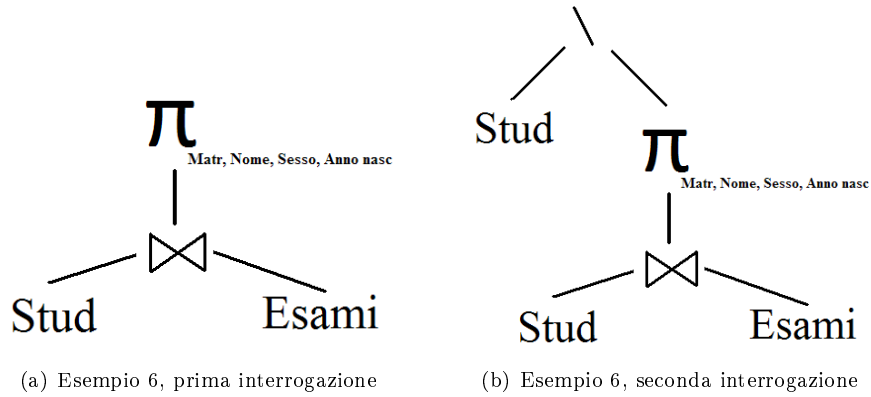 π
Matr, Nome, Sesso, Anno nasc
⋈
Stud
Esami
(a) Esempio 6, prima interrogazione
\
Stud
π
Matr, Nome, Sesso, Anno nasc
⋈
Stud
Esami
(b) Esempio 6, seconda interrogazione